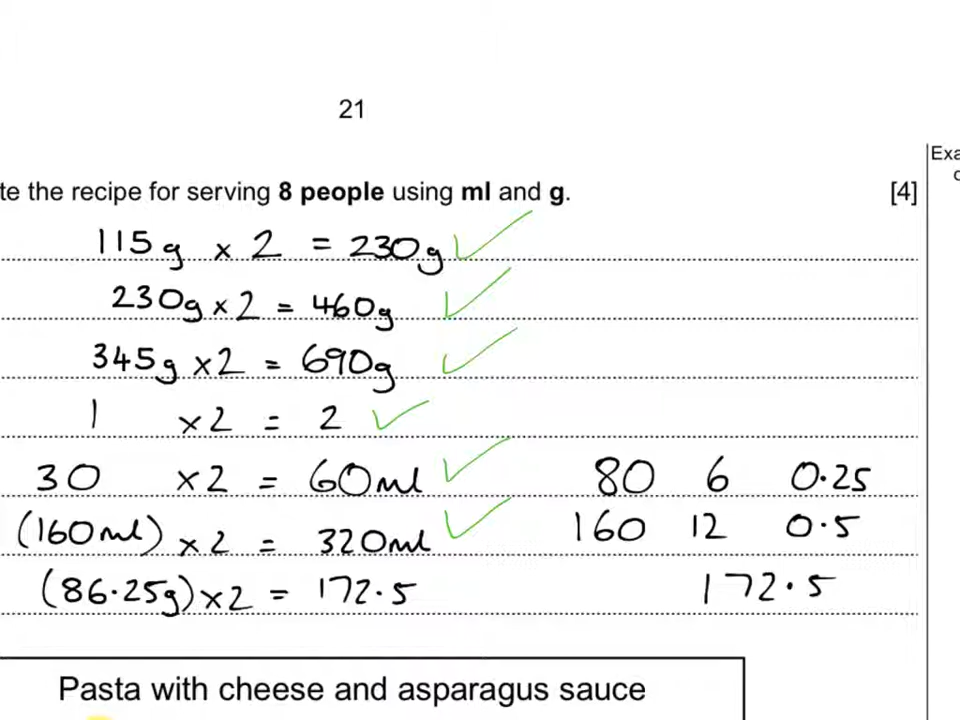 21
te the recipe for serving 8 people using ml and g. [4]
Exa
c
115g × 2 = 230g
230g × 2 = 460g
345g × 2 = 690g
1 × 2 = 2
30 × 2 = 60ml 80 6 0.25
(160ml) × 2 = 320ml 160 12 0.5
(86.25g) × 2 = 172.5 172.5
Pasta with cheese and asparagus sauce